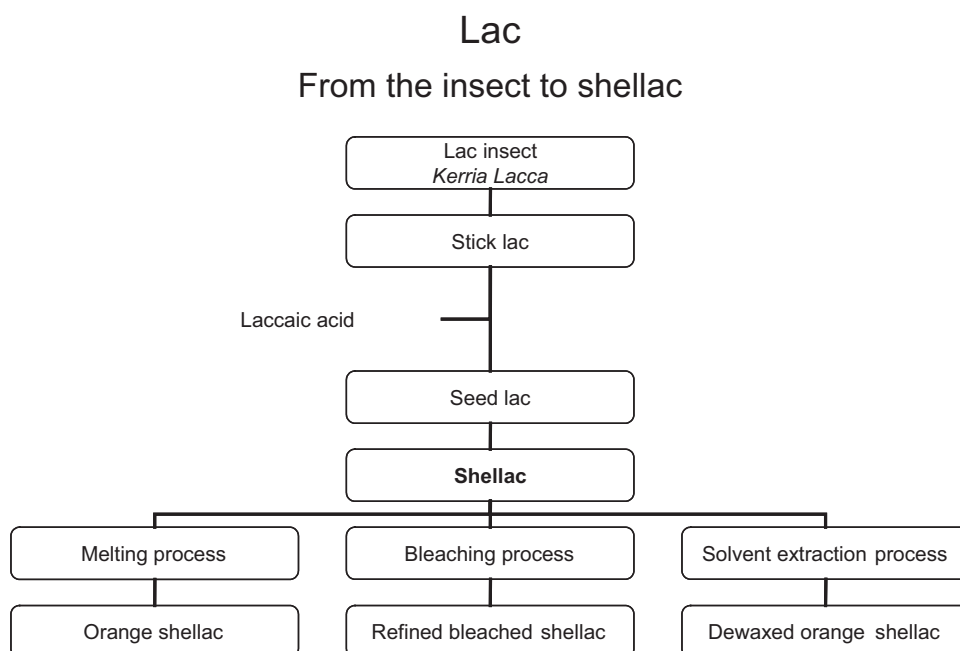 Lac
From the insect to shellac
Lac insect
Kerria Lacca
Stick lac
Laccaic acid
Seed lac
Shellac
Melting process
Bleaching process
Solvent extraction process
Orange shellac
Refined bleached shellac
Dewaxed orange shellac